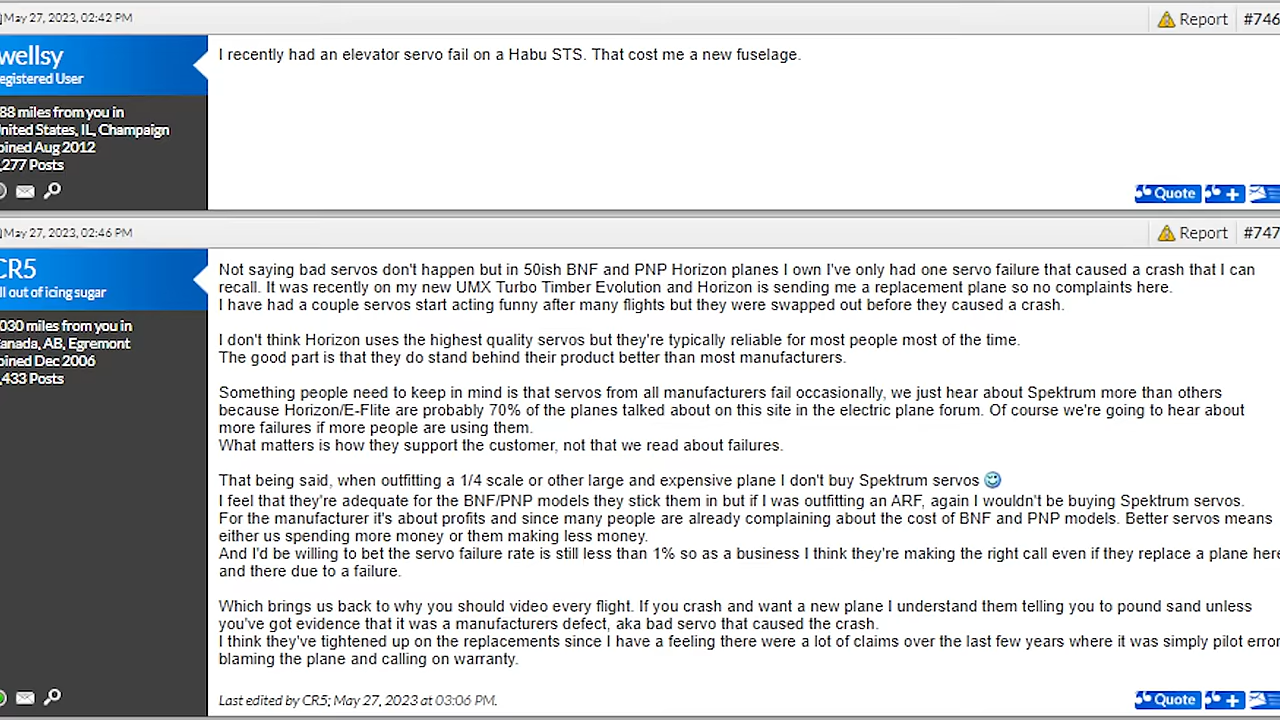 May 27, 2023, 02:42 PM
Report #746
wellsy
egistered User
88 miles from you in
nited States, IL, Champaign
oined Aug 2012
,277 Posts
I recently had an elevator servo fail on a Habu STS. That cost me a new fuselage.
Quote
May 27, 2023, 02:46 PM
Report #747
CR5
ll out of icing sugar
030 miles from you in
anada, AB, Egremont
oined Dec 2006
,433 Posts
Not saying bad servos don't happen but in 50ish BNF and PNP Horizon planes I own I've only had one servo failure that caused a crash that I can
recall. It was recently on my new UMX Turbo Timber Evolution and Horizon is sending me a replacement plane so no complaints here.
I have had a couple servos start acting funny after many flights but they were swapped out before they caused a crash.
I don't think Horizon uses the highest quality servos but they're typically reliable for most people most of the time.
The good part is that they do stand behind their product better than most manufacturers.
Something people need to keep in mind is that servos from all manufacturers fail occasionally, we just hear about Spektrum more than others
because Horizon/E-Flite are probably 70% of the planes talked about on this site in the electric plane forum. Of course we're going to hear about
more failures if more people are using them.
What matters is how they support the customer, not that we read about failures.
That being said, when outfitting a 1/4 scale or other large and expensive plane I don't buy Spektrum servos
I feel that they're adequate for the BNF/PNP models they stick them in but if I was outfitting an ARF, again I wouldn't be buying Spektrum servos.
For the manufacturer it's about profits and since many people are already complaining about the cost of BNF and PNP models. Better servos means
either us spending more money or them making less money.
And I'd be willing to bet the servo failure rate is still less than 1% so as a business I think they're making the right call even if they replace a plane here
and there due to a failure.
Which brings us back to why you should video every flight. If you crash and want a new plane I understand them telling you to pound sand unless
you've got evidence that it was a manufacturers defect, aka bad servo that caused the crash.
I think they've tightened up on the replacements since I have a feeling there were a lot of claims over the last few years where it was simply pilot error
blaming the plane and calling on warranty.
Last edited by CR5; May 27, 2023 at 03:06 PM.
Quote